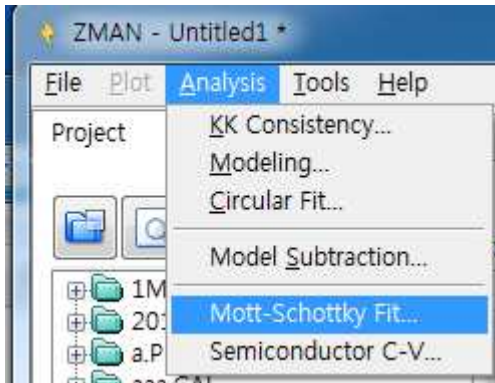 ZMAN - Untitled1 *
File Plot Analysis Tools Help
Project
KK Consistency...
Modeling...
Circular Fit...
Model Subtraction...
Mott-Schottky Fit...
Semiconductor C-V...
1M
201
a.P